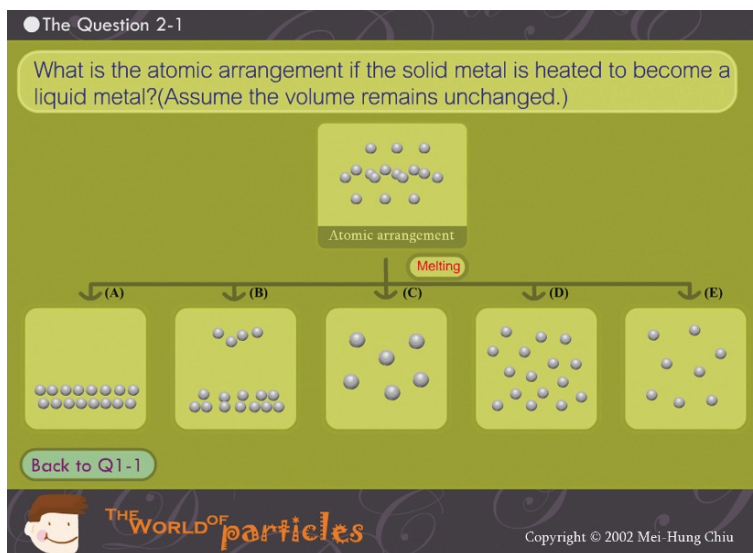 The Question 2-1
What is the atomic arrangement if the solid metal is heated to become a
liquid metal?(Assume the volume remains unchanged.)
Atomic arrangement
Melting
(A) (B) (C) (D) (E)
Back to Q1-1
THE WORLD OF particles
Copyright © 2002 Mei-Hung Chiu